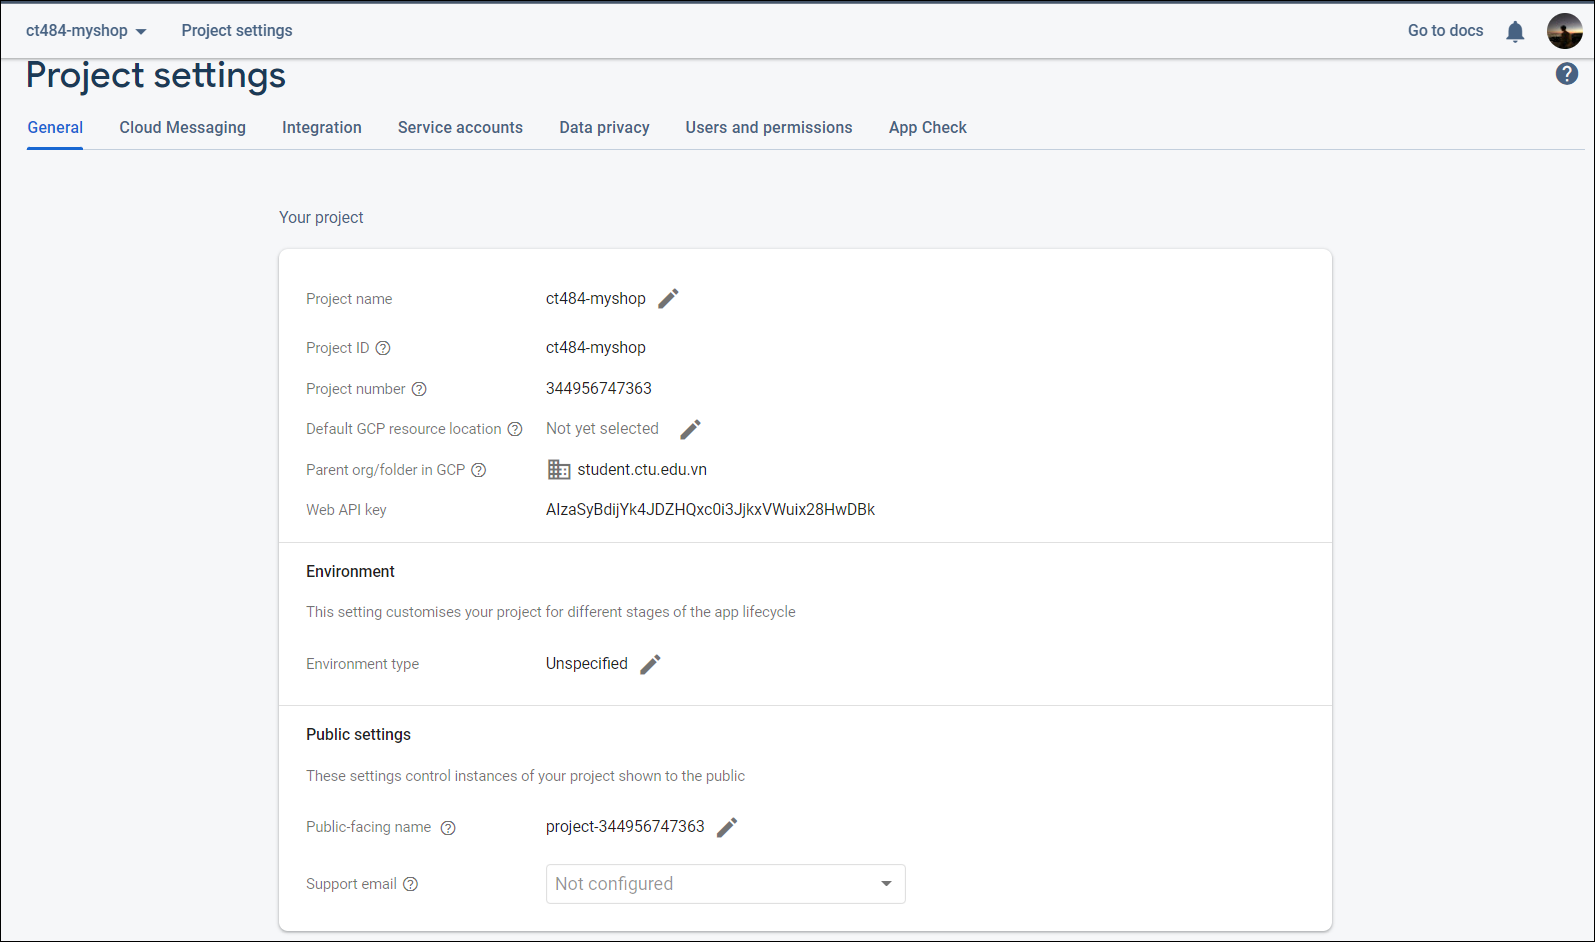 ct484-myshop Project settings Go to docs
Project settings
General Cloud Messaging Integration Service accounts Data privacy Users and permissions App Check
Your project
Project name ct484-myshop
Project ID ct484-myshop
Project number 344956747363
Default GCP resource location Not yet selected
Parent org/folder in GCP student.ctu.edu.vn
Web API key AIzaSyBdijYk4JDZHQxc0i3JjkxVWuix28HwDBk
Environment
This setting customises your project for different stages of the app lifecycle
Environment type Unspecified
Public settings
These settings control instances of your project shown to the public
Public-facing name project-344956747363
Support email Not configured